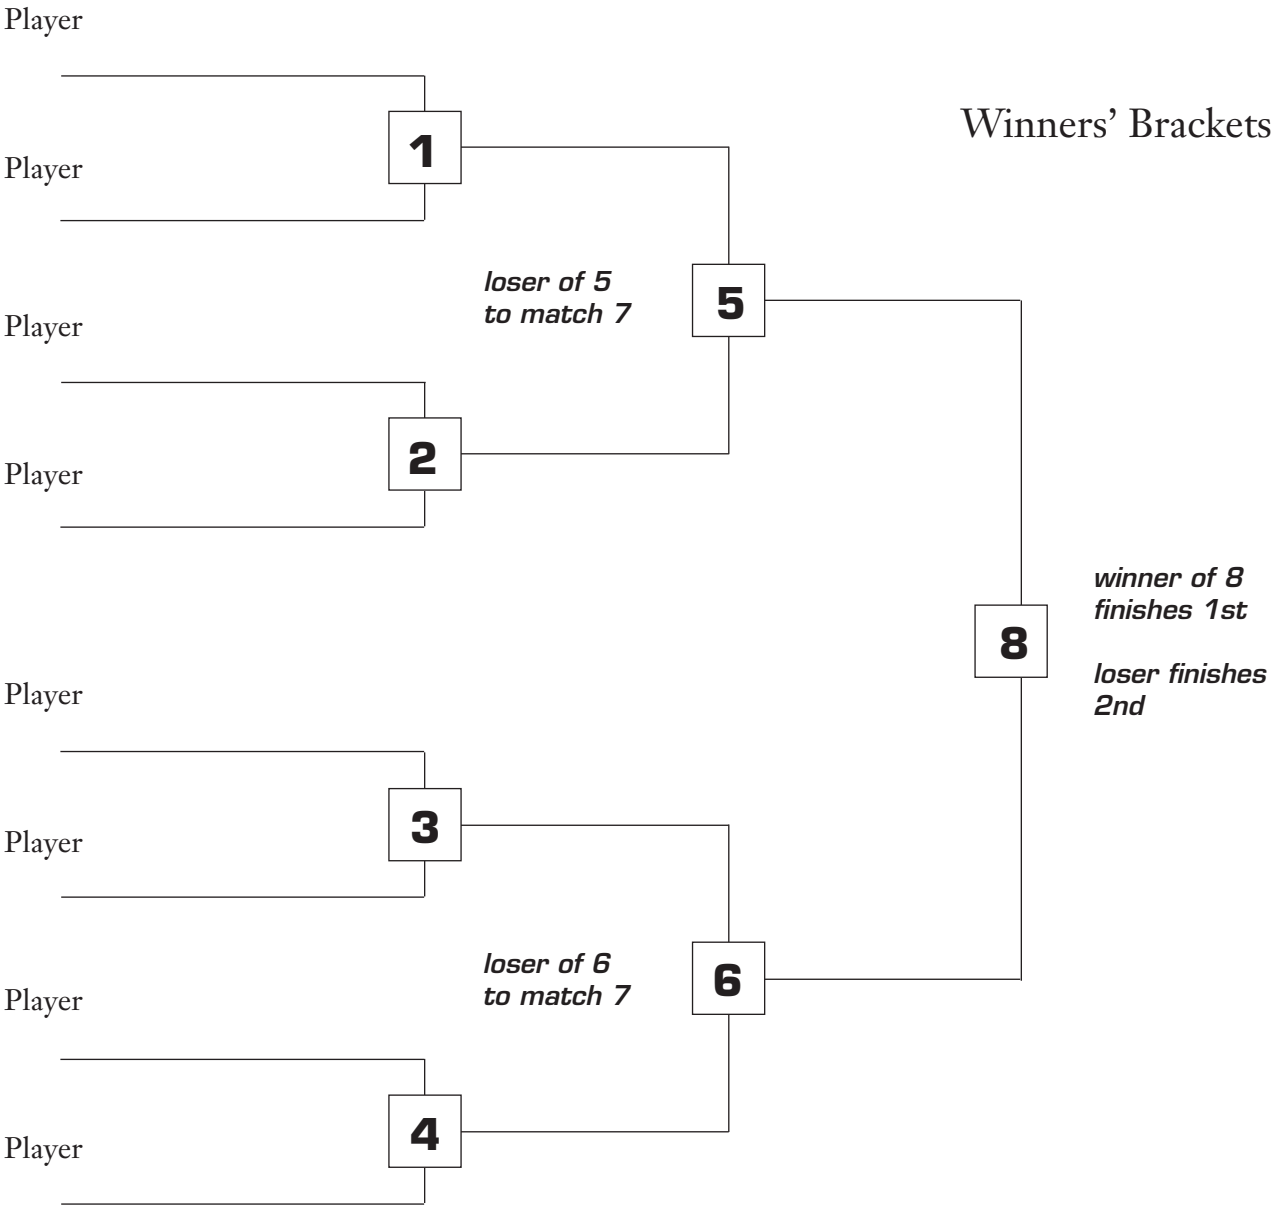 Player
Winners’ Brackets
1
Player
loser of 5
to match 7
5
Player
2
Player
winner of 8
finishes 1st
8
loser finishes
2nd
Player
3
Player
loser of 6
to match 7
6
Player
4
Player